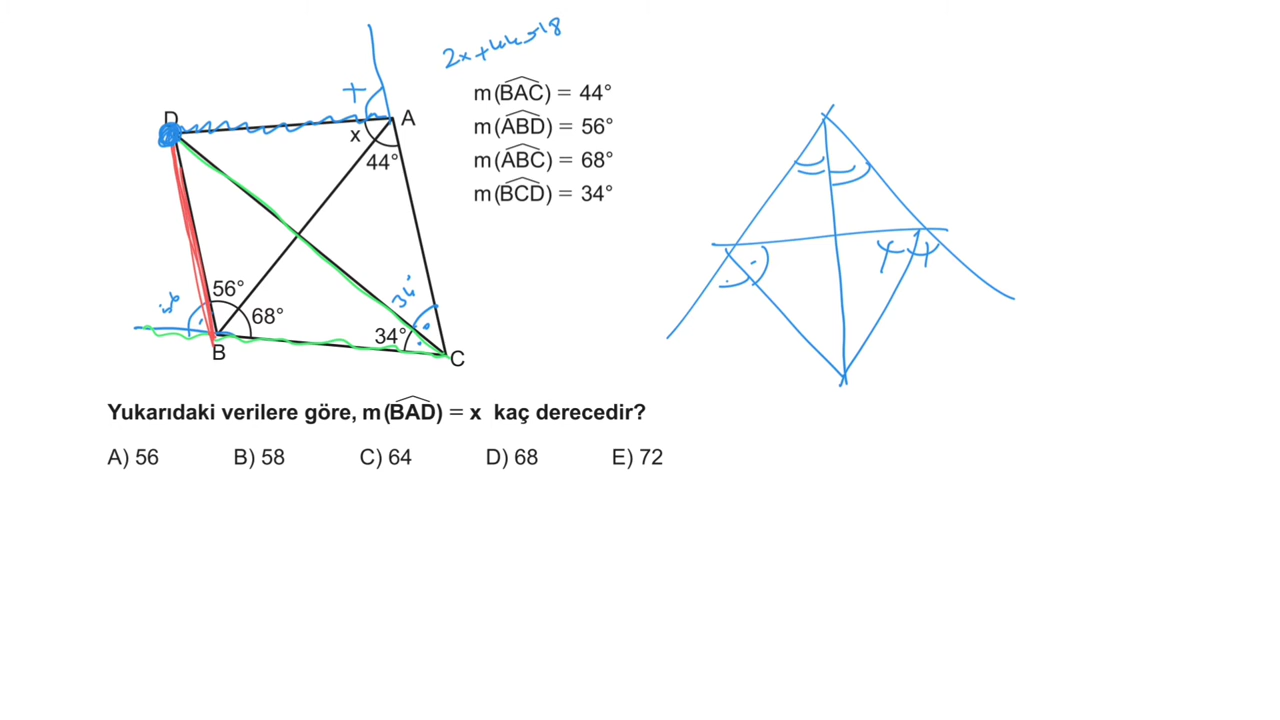 2x+44=18
x
D
A
x
44°
m(BAC) = 44°
m(ABD) = 56°
m(ABC) = 68°
m(BCD) = 34°
56°
68°
34°
34°
B
C
Yukarıdaki verilere göre, m(BAD) = x kaç derecedir?
A) 56 B) 58 C) 64 D) 68 E) 72